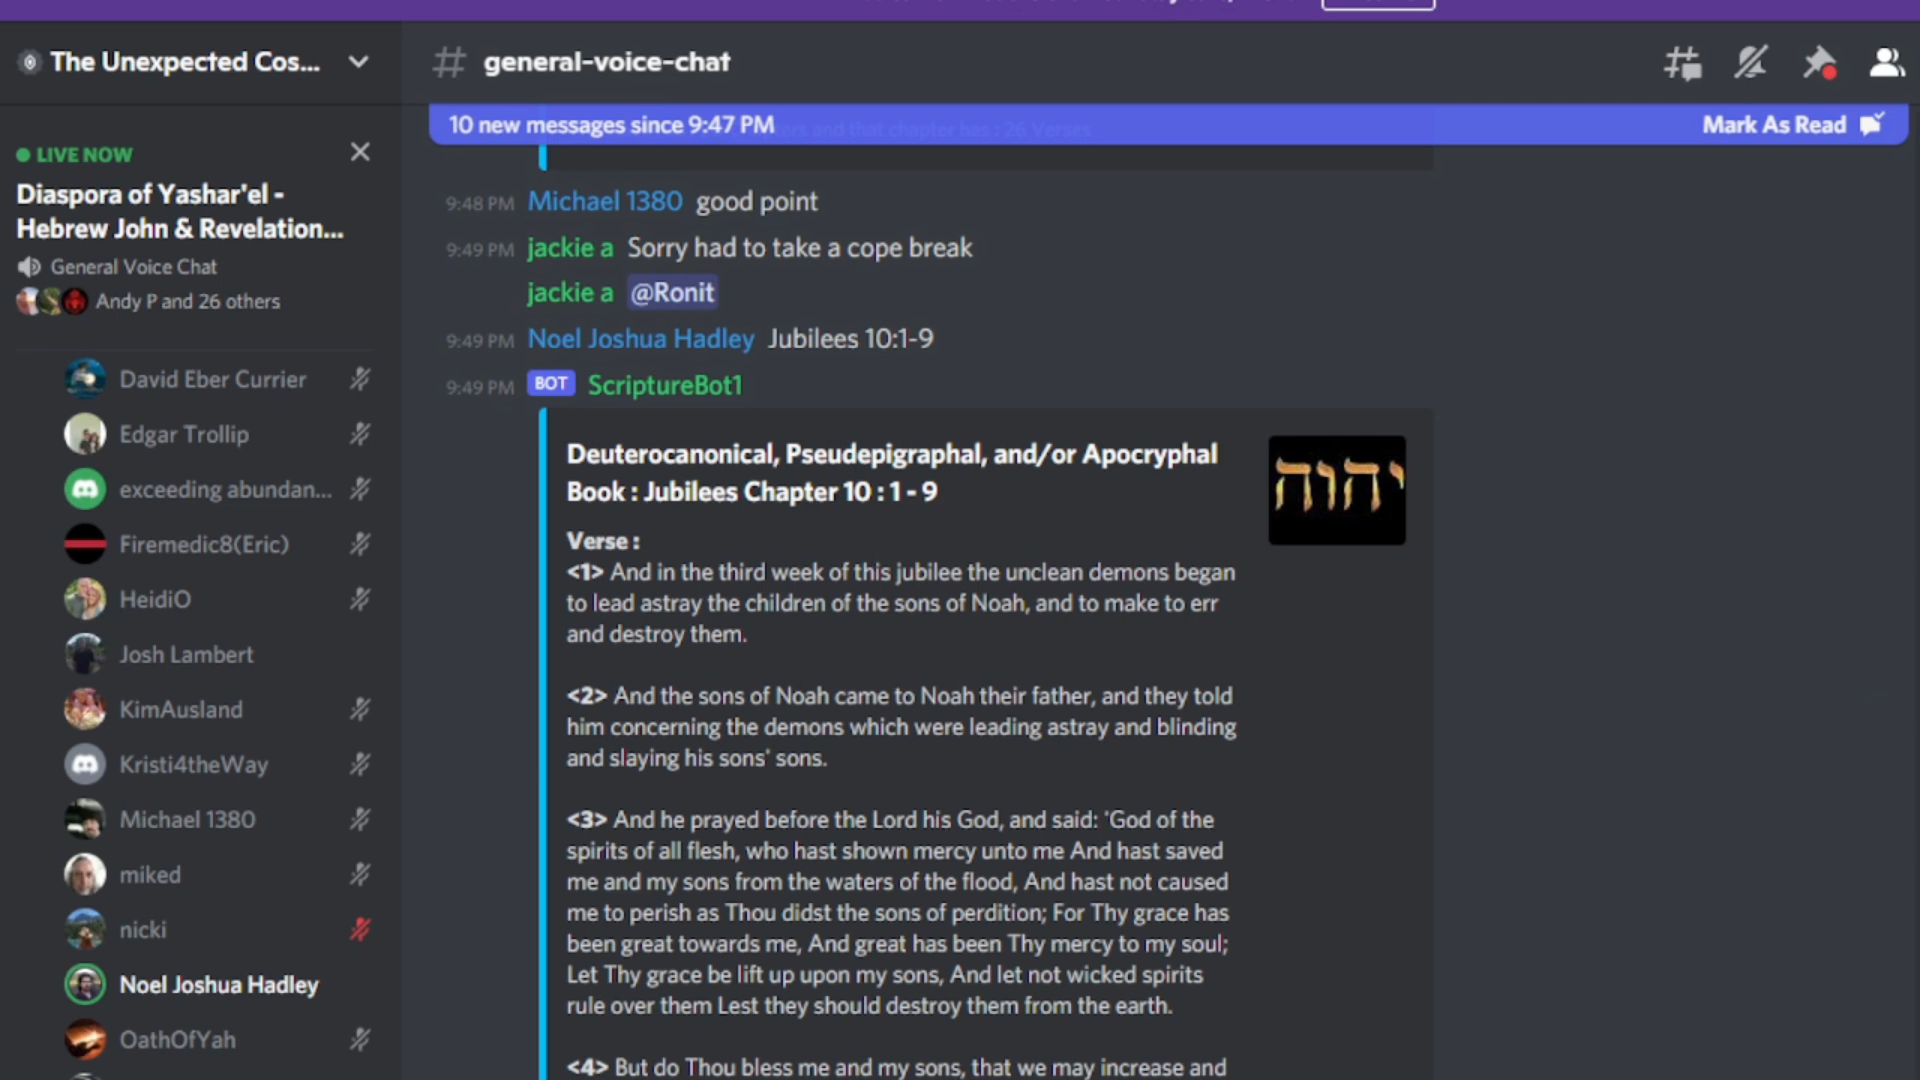 The Unexpected Cos...
general-voice-chat
10 new messages since 9:47 PM
Mark As Read
LIVE NOW
Diaspora of Yashar'el -
Hebrew John & Revelation...
General Voice Chat
Andy P and 26 others
David Eber Currier
Edgar Trollip
exceeding abundan...
Firemedic8(Eric)
HeidiO
Josh Lambert
KimAusland
Kristi4theWay
Michael 1380
miked
nicki
Noel Joshua Hadley
OathOfYah
and that chapter has : 26 Verses
9:48 PM Michael 1380 good point
9:49 PM jackie a Sorry had to take a cope break
jackie a @Ronit
9:49 PM Noel Joshua Hadley Jubilees 10:1-9
9:49 PM BOT ScriptureBot1
Deuterocanonical, Pseudepigraphal, and/or Apocryphal
Book : Jubilees Chapter 10 : 1 - 9
יהוה
Verse :
<1> And in the third week of this jubilee the unclean demons began
to lead astray the children of the sons of Noah, and to make to err
and destroy them.
<2> And the sons of Noah came to Noah their father, and they told
him concerning the demons which were leading astray and blinding
and slaying his sons' sons.
<3> And he prayed before the Lord his God, and said: 'God of the
spirits of all flesh, who hast shown mercy unto me And hast saved
me and my sons from the waters of the flood, And hast not caused
me to perish as Thou didst the sons of perdition; For Thy grace has
been great towards me, And great has been Thy mercy to my soul;
Let Thy grace be lift up upon my sons, And let not wicked spirits
rule over them Lest they should destroy them from the earth.
<4> But do Thou bless me and my sons, that we may increase and